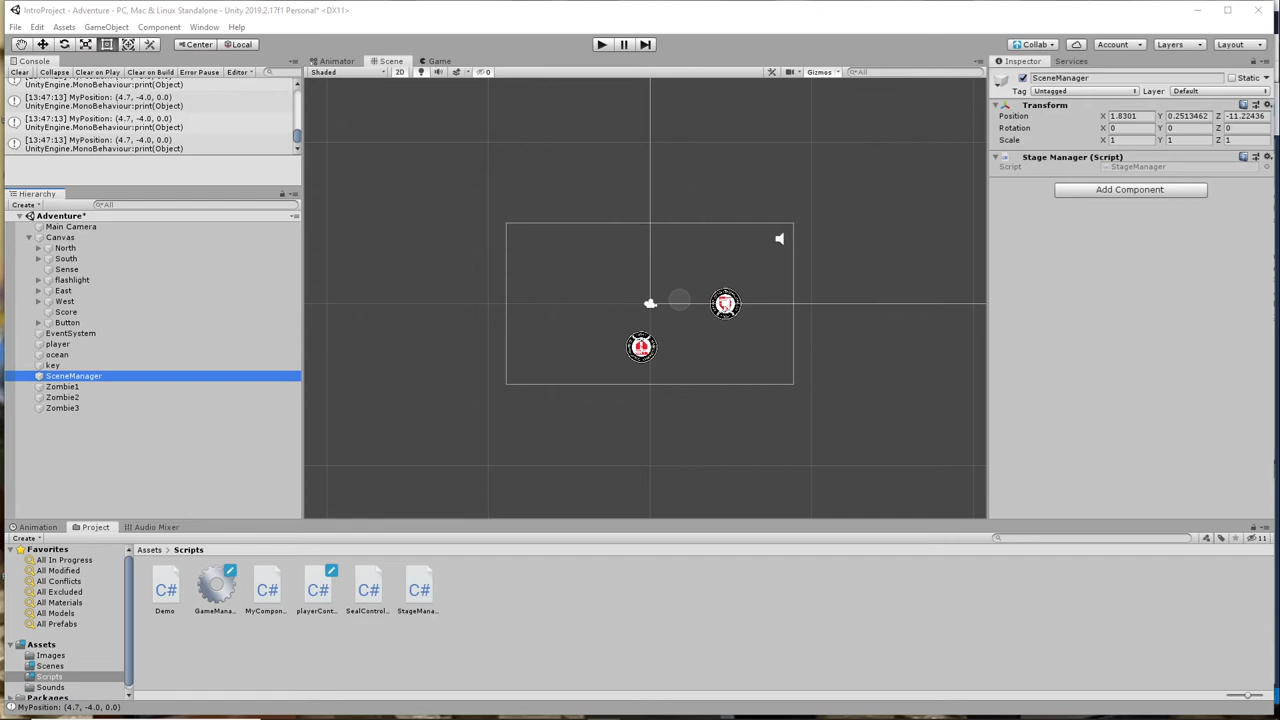 IntroProject - Adventure - PC, Mac & Linux Standalone - Unity 2019.2.17f1 Personal* <DX11>
File Edit Assets GameObject Component Window Help
Center Local Collab Account Layers Layout
Console
Clear Collapse Clear on Play Clear on Build Error Pause Editor
UnityEngine.MonoBehaviour:print(Object)
[13:47:13] MyPosition: (4.7, -4.0, 0.0)
UnityEngine.MonoBehaviour:print(Object)
[13:47:13] MyPosition: (4.7, -4.0, 0.0)
UnityEngine.MonoBehaviour:print(Object)
[13:47:13] MyPosition: (4.7, -4.0, 0.0)
UnityEngine.MonoBehaviour:print(Object)
Hierarchy
Create All
Adventure*
Main Camera
Canvas
North
South
Sense
flashlight
East
West
Score
Button
EventSystem
player
ocean
key
SceneManager
Zombie1
Zombie2
Zombie3
Animator Scene Game
Shaded 2D 0 Gizmos All
Inspector Services
SceneManager Static
Tag Untagged Layer Default
Transform
Position X 1.8301 Y 0.2513462 Z -11.22436
Rotation X 0 Y 0 Z 0
Scale X 1 Y 1 Z 1
Stage Manager (Script)
Script StageManager
Add Component
Animation Project Audio Mixer
Create 11
Favorites
All In Progress
All Modified
All Conflicts
All Excluded
All Materials
All Models
All Prefabs
Assets
Images
Scenes
Scripts
Sounds
Packages
Assets > Scripts
C# C# C# C# C#
Demo GameMana... MyCompon... playerCont... SealControl... StageMana...
MyPosition: (4.7, -4.0, 0.0)